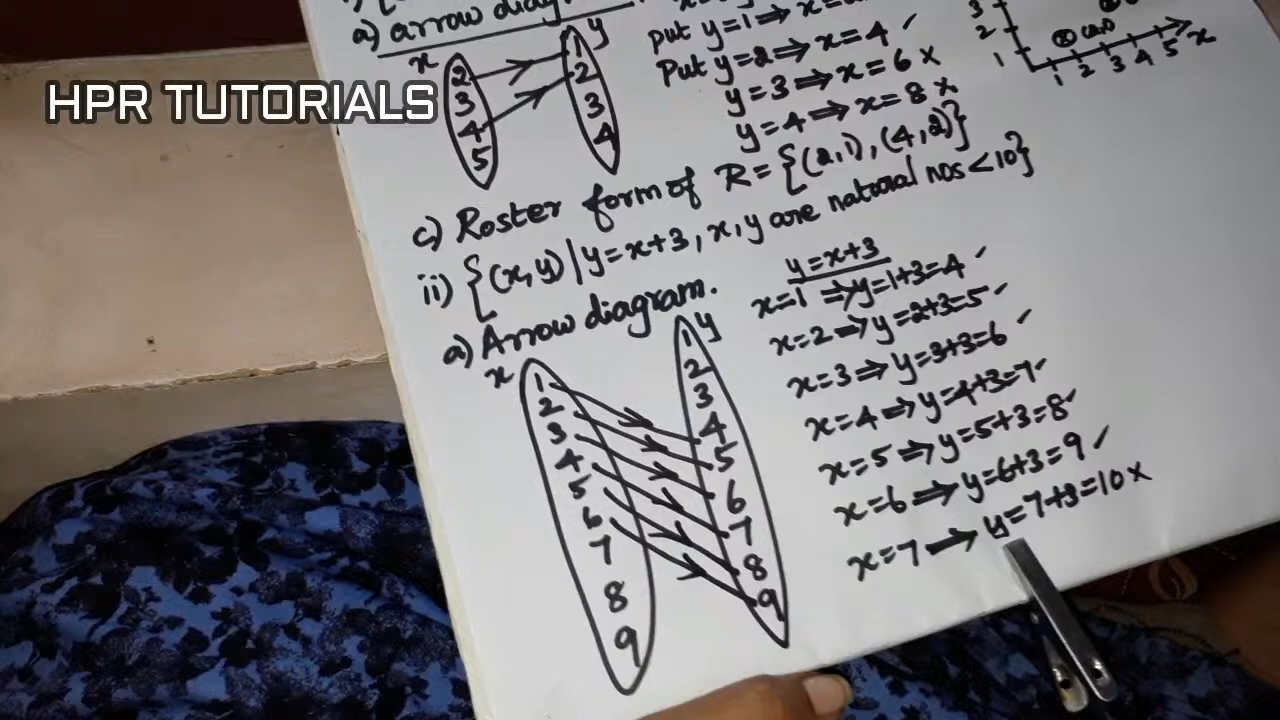 a) arrow diag
x
y
2
3
4
5
1
2
3
4
put y=1 ⇒ x=
Put y=2 ⇒ x=4 ✓
y=3 ⇒ x=6 ×
y=4 ⇒ x=8 ×
3
2
1
1 2 3 4 5 x
HPR TUTORIALS
c) Roster form of R = {(2,1), (4,2)}
ii) {(x,y) | y=x+3, x,y are natural nos < 10}
a) Arrow diagram.
x
y
1
2
3
4
5
6
7
8
9
1
2
3
4
5
6
7
8
9
y=x+3
x=1 ⇒ y=1+3=4 ✓
x=2 ⇒ y=2+3=5 ✓
x=3 ⇒ y=3+3=6 ✓
x=4 ⇒ y=4+3=7 ✓
x=5 ⇒ y=5+3=8 ✓
x=6 ⇒ y=6+3=9 ✓
x=7 → y=7+3=10 ×